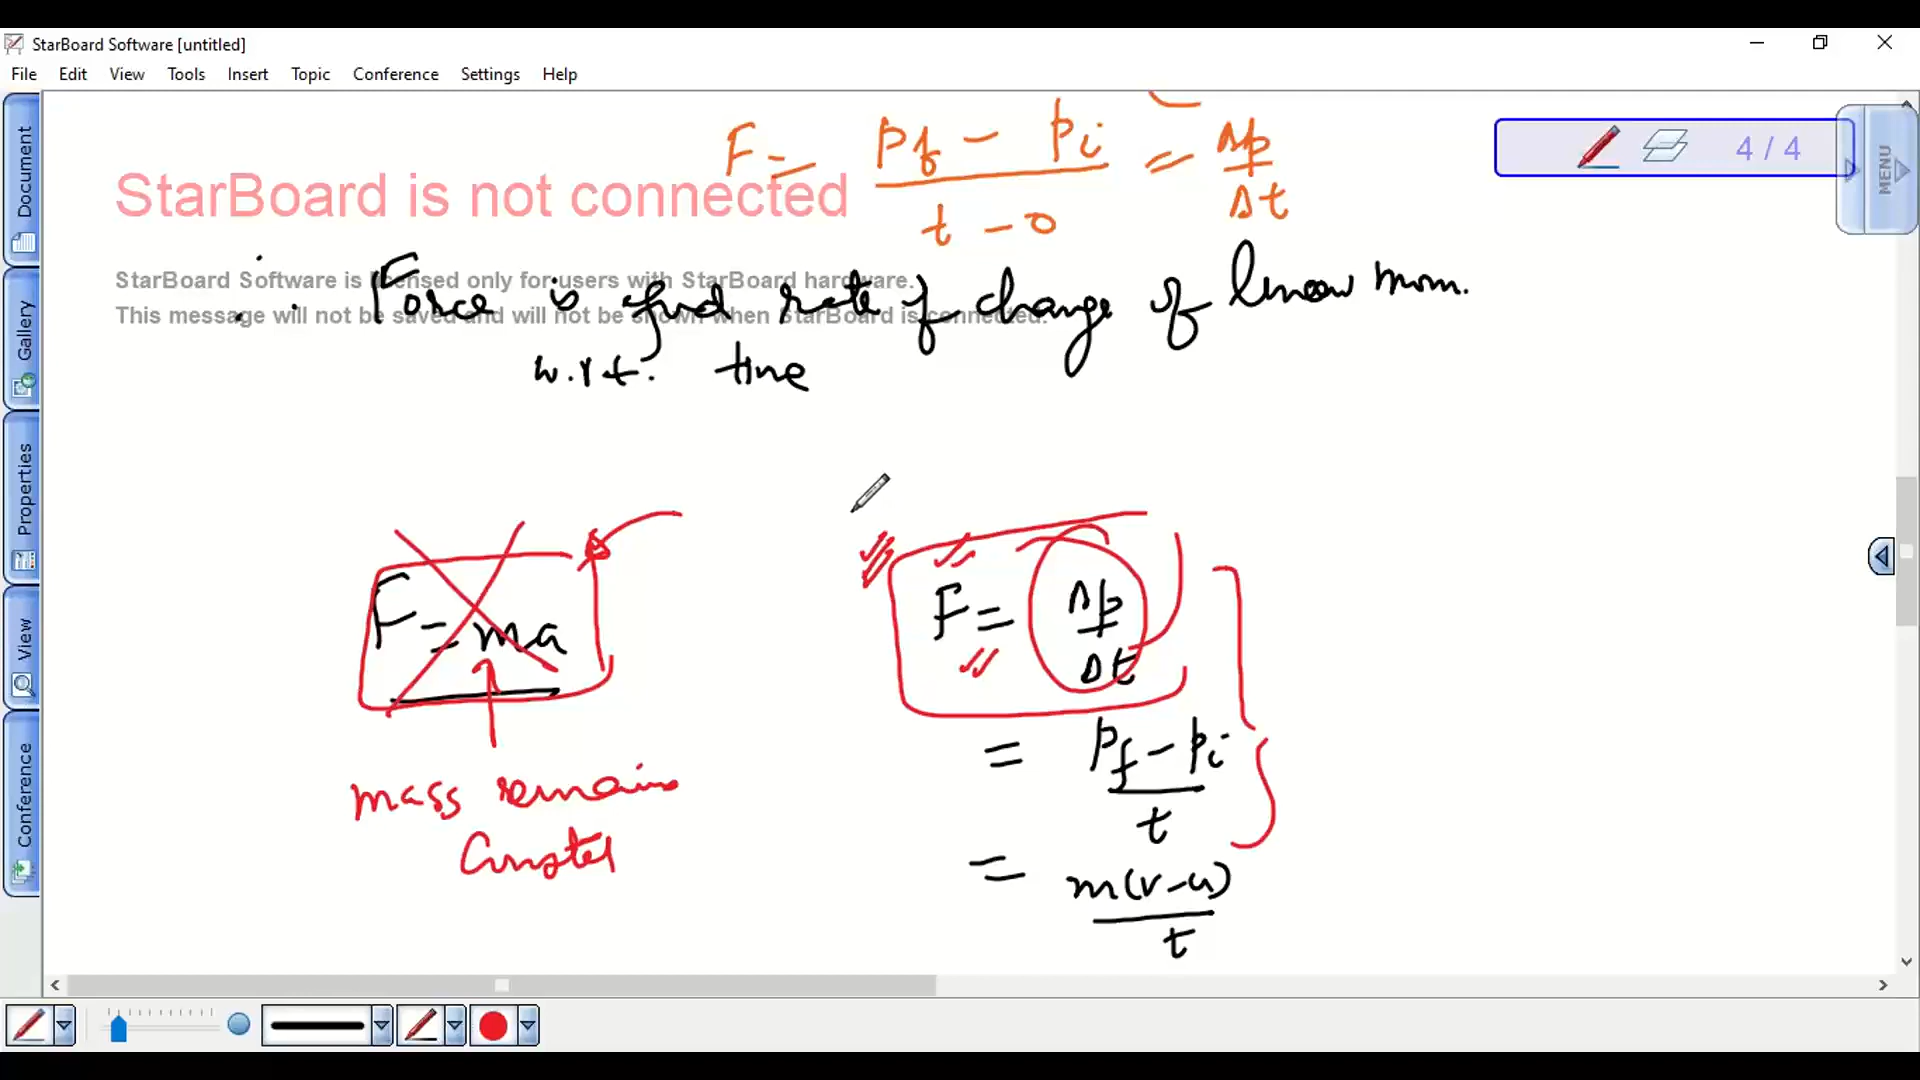 StarBoard Software [untitled]
File Edit View Tools Insert Topic Conference Settings Help
F = pf - pi / t - 0 = Δp / Δt
4 / 4
MENU
StarBoard is not connected
StarBoard Software is licensed only for users with StarBoard hardware.
This message will not be saved and will not be shown when StarBoard is connected.
∴ Force is rate of change of linear mom.
w.r.t. time
F = ma
F = Δp / Δt
= pf - pi / t
= m(v-u) / t
mass remains
Document
Gallery
Properties
View
Conference